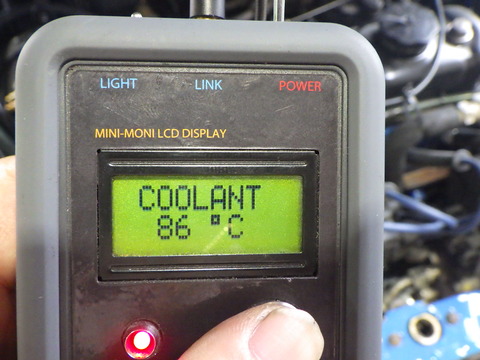 LIGHT LINK POWER
MINI-MONI LCD DISPLAY
COOLANT
86 °C